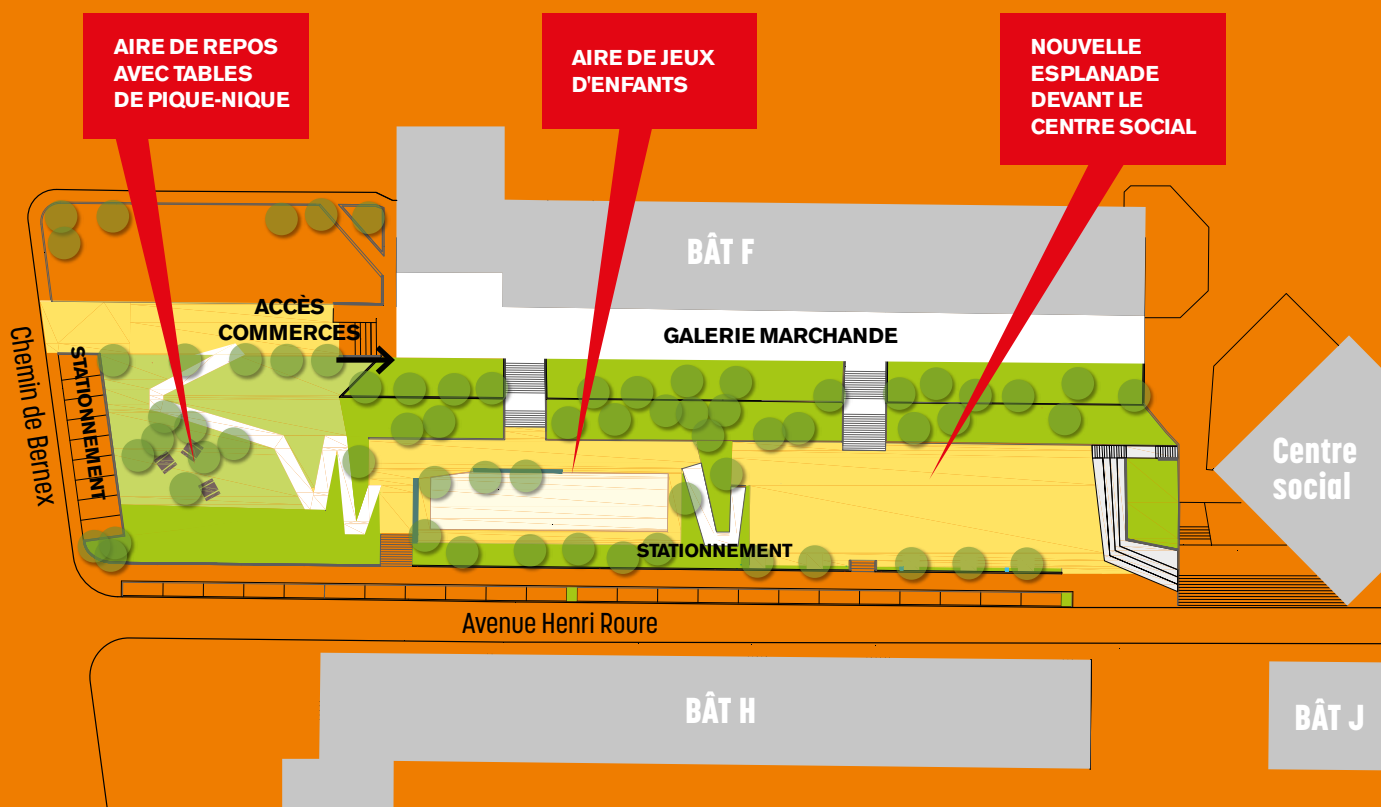 AIRE DE REPOS
AVEC TABLES
DE PIQUE-NIQUE
AIRE DE JEUX
D'ENFANTS
NOUVELLE
ESPLANADE
DEVANT LE
CENTRE SOCIAL
BÂT F
ACCÈS
COMMERCES
GALERIE MARCHANDE
Chemin de Bernex
STATIONNEMENT
Centre
social
STATIONNEMENT
Avenue Henri Roure
BÂT H
BÂT J